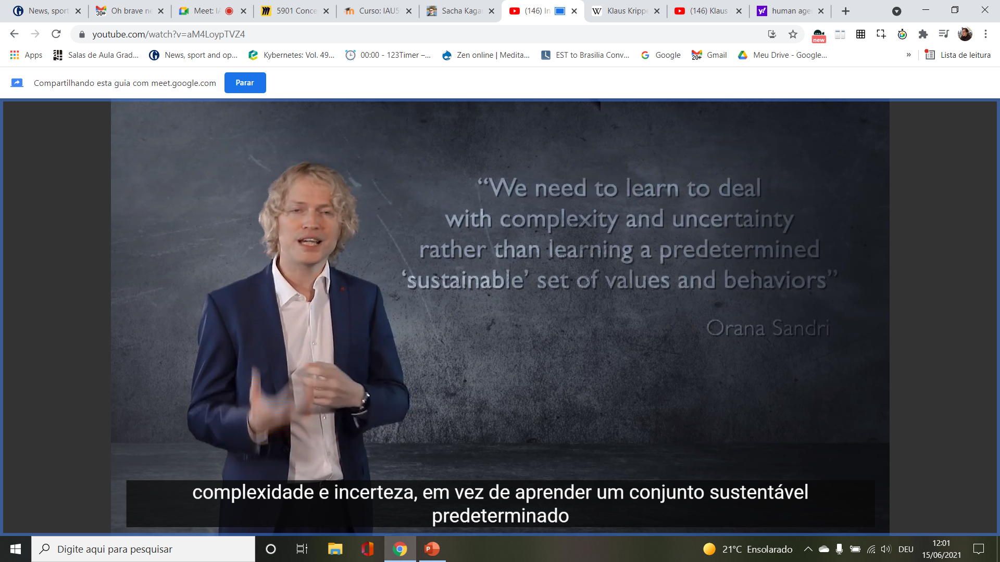 News, sport
Oh brave ne
Meet: IA
5901 Conce
Curso: IAU5
Sacha Kaga
(146) In
Klaus Krippe
(146) Klaus
human age
youtube.com/watch?v=aM4LoypTVZ4
new
Apps
Salas de Aula Grad...
News, sport and op...
Kybernetes: Vol. 49...
00:00 - 123Timer –...
Zen online | Medita...
EST to Brasilia Conv...
Google
Gmail
Meu Drive - Google...
»
Lista de leitura
Compartilhando esta guia com meet.google.com
Parar
“We need to learn to deal
with complexity and uncertainty
rather than learning a predetermined
‘sustainable’ set of values and behaviors”
Orana Sandri
complexidade e incerteza, em vez de aprender um conjunto sustentável
predeterminado
Digite aqui para pesquisar
21°C Ensolarado
DEU
12:01
15/06/2021